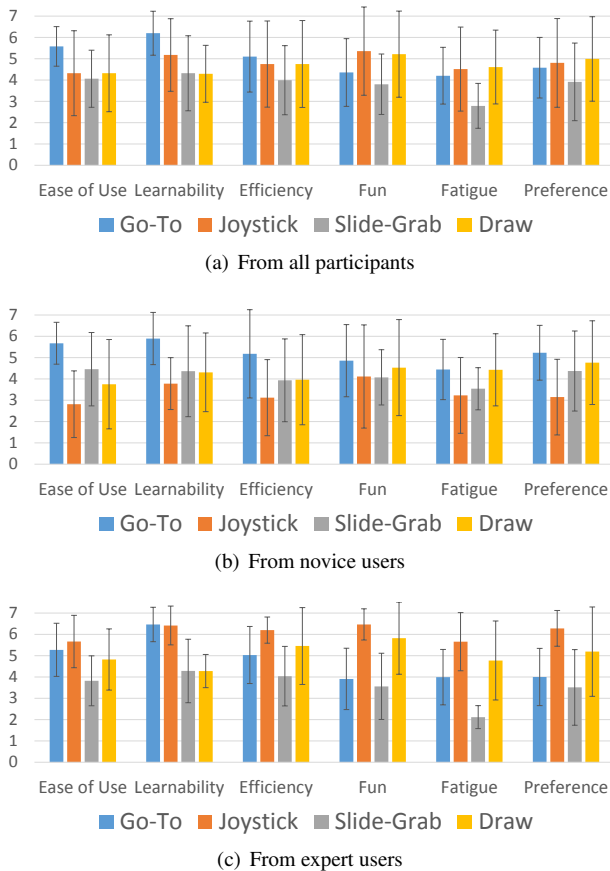 7
6
5
4
3
2
1
0
Ease of Use Learnability Efficiency Fun Fatigue Preference
Go-To Joystick Slide-Grab Draw
(a) From all participants
7
6
5
4
3
2
1
0
Ease of Use Learnability Efficiency Fun Fatigue Preference
Go-To Joystick Slide-Grab Draw
(b) From novice users
7
6
5
4
3
2
1
0
Ease of Use Learnability Efficiency Fun Fatigue Preference
Go-To Joystick Slide-Grab Draw
(c) From expert users